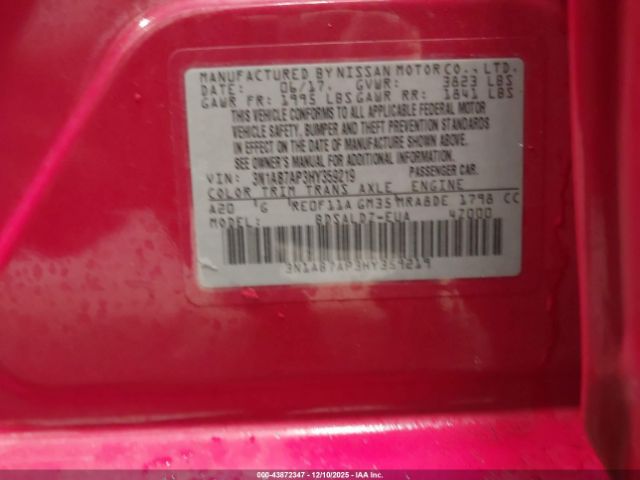 MANUFACTURED BY NISSAN MOTOR CO., LTD.
DATE: 06/17. GVWR: 3823 LBS
GAWR FR: 1995 LBS GAWR RR: 1841 LBS
THIS VEHICLE CONFORMS TO ALL APPLICABLE FEDERAL MOTOR
VEHICLE SAFETY, BUMPER AND THEFT PREVENTION STANDARDS
IN EFFECT ON THE DATE OF MANUFACTURE SHOWN ABOVE.
SEE OWNER'S MANUAL FOR ADDITIONAL INFORMATION.
VIN: 3N1AB7AP3HY359219 PASSENGER CAR.
COLOR TRIM TRANS AXLE ENGINE
A20 G RE0F11A GM35 MRA8DE 1798 CC
MODEL: BDSALDZ-EUA 42000
3N1AB7AP3HY359219
000-43872347 - 12/10/2025 - IAA Inc.